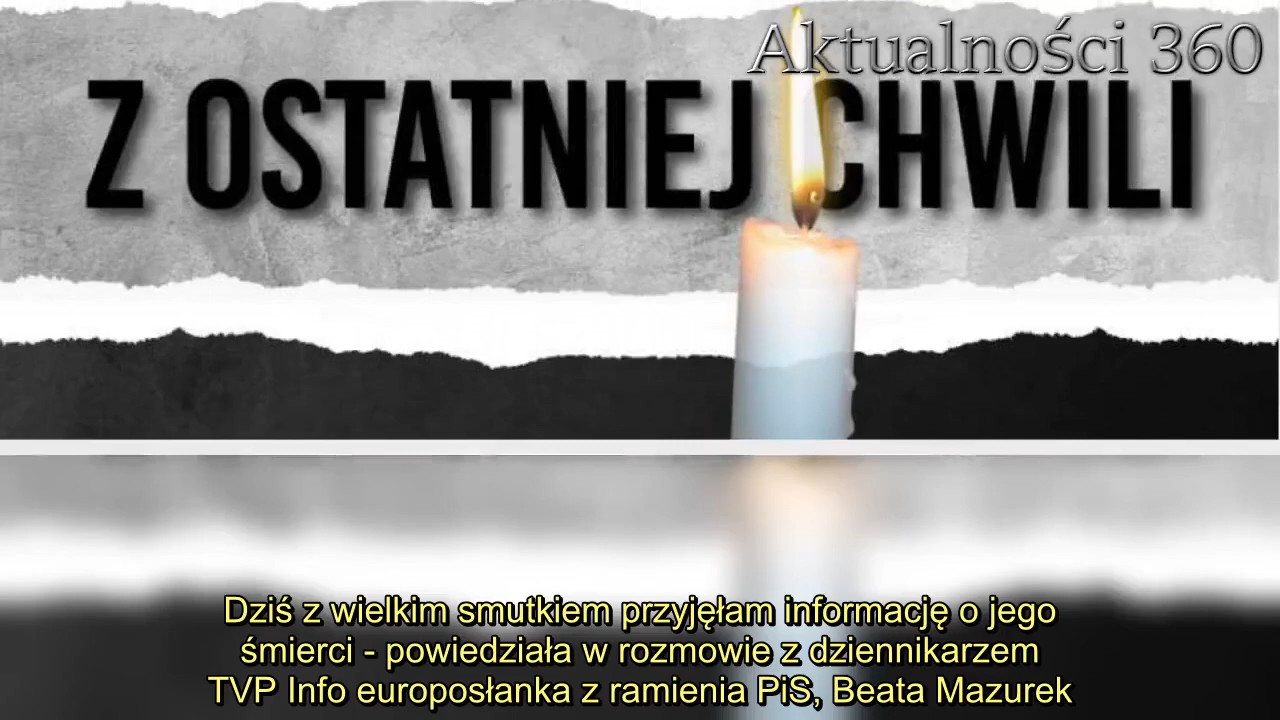 Aktualności 360
Z OSTATNIEJ CHWILI
Dziś z wielkim smutkiem przyjęłam informację o jego
śmierci - powiedziała w rozmowie z dziennikarzem
TVP Info europosłanka z ramienia PiS, Beata Mazurek